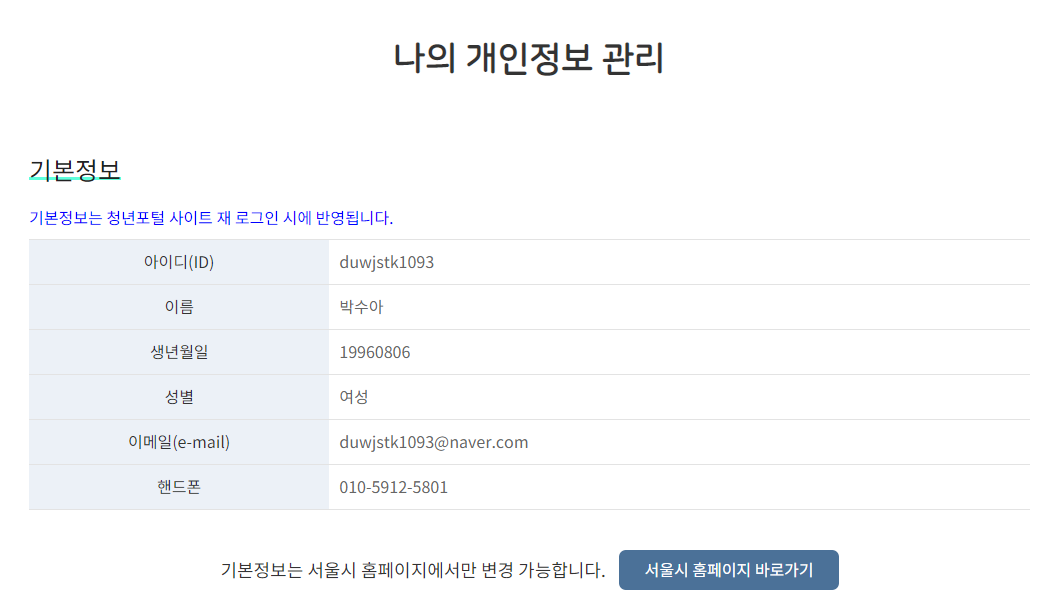 나의 개인정보 관리
기본정보
기본정보는 청년포털 사이트 재 로그인 시에 반영됩니다.
아이디(ID) duwjstk1093
이름 박수아
생년월일 19960806
성별 여성
이메일(e-mail) duwjstk1093@naver.com
핸드폰 010-5912-5801
기본정보는 서울시 홈페이지에서만 변경 가능합니다. 서울시 홈페이지 바로가기